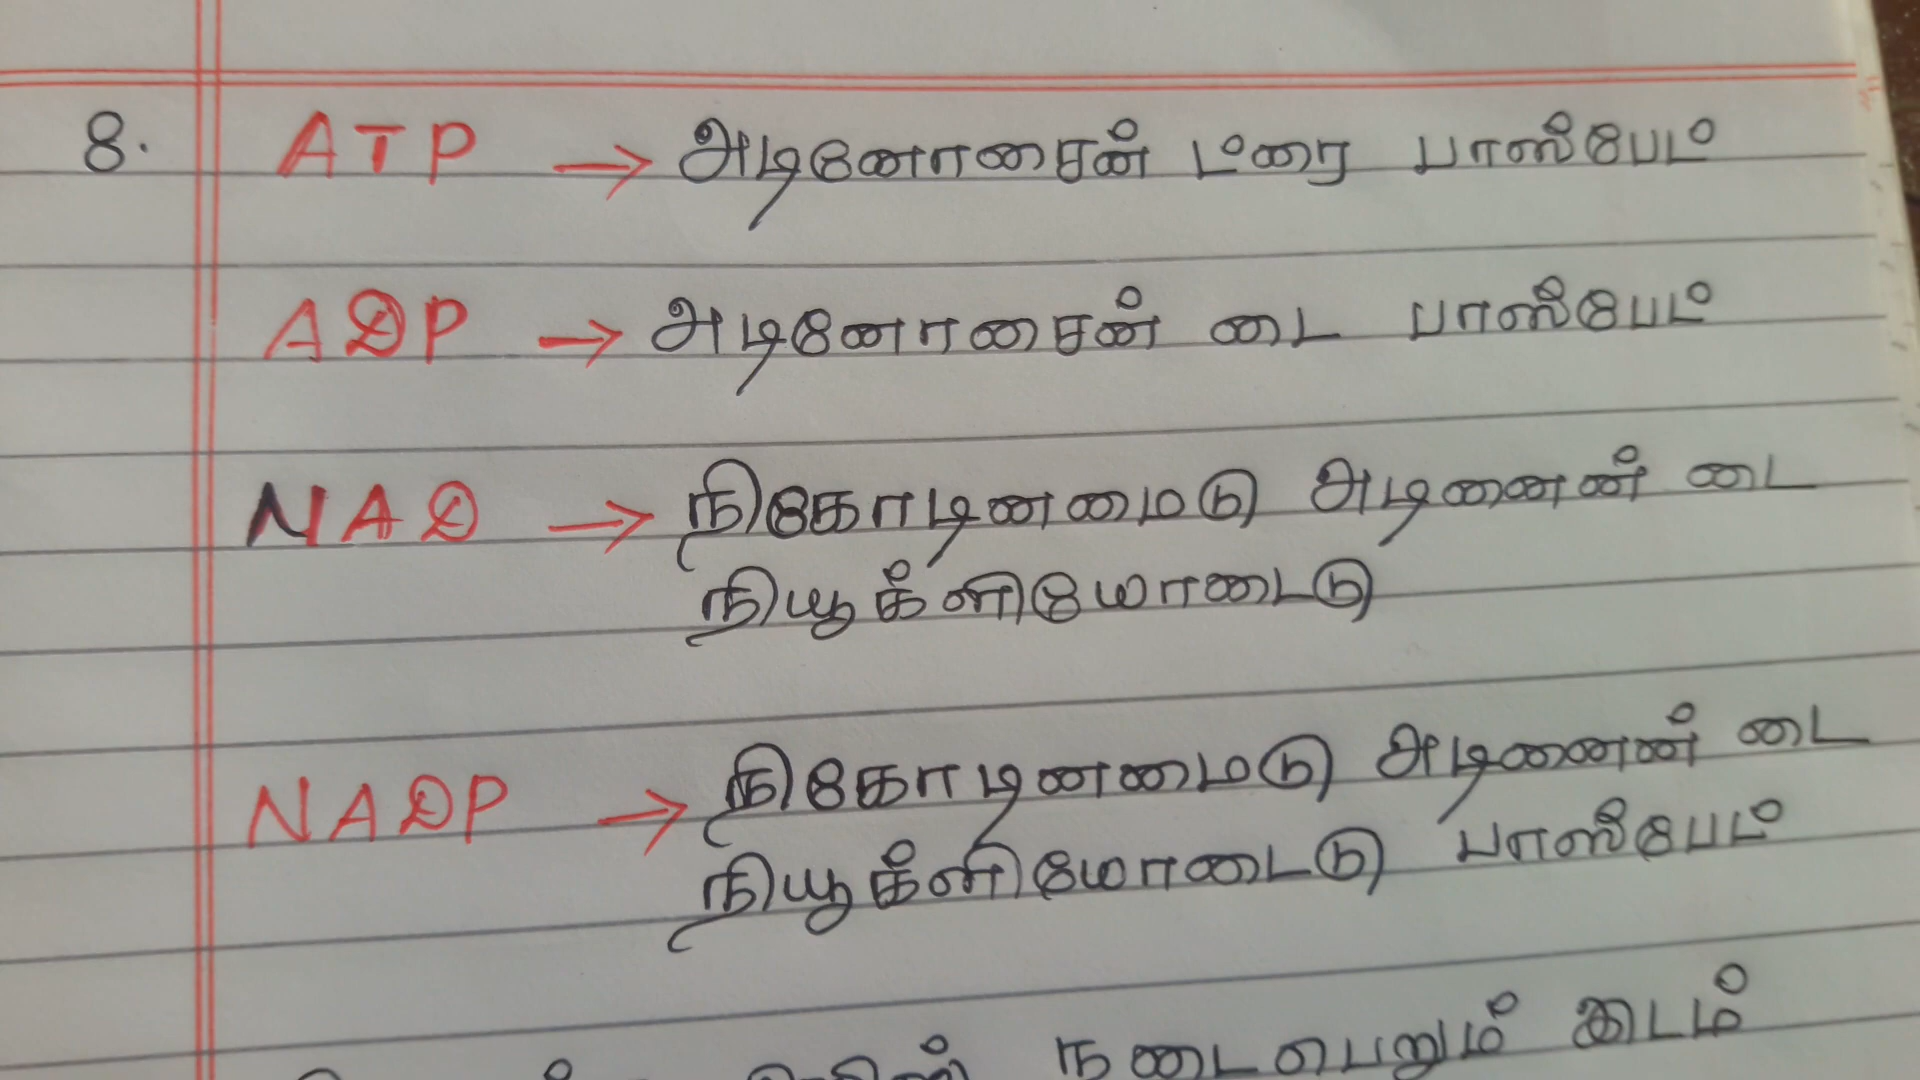 8. ATP → அடினோசைன் ட்ரை பாஸ்பேட்
ADP → அடினோசைன் டை பாஸ்பேட்
NAD → நிகோடினமைடு அடினைன் டை
நியூக்ளியோடைடு
NADP → நிகோடினமைடு அடினைன் டை
நியூக்ளியோடைடு பாஸ்பேட்
நடைபெறும் இடம்